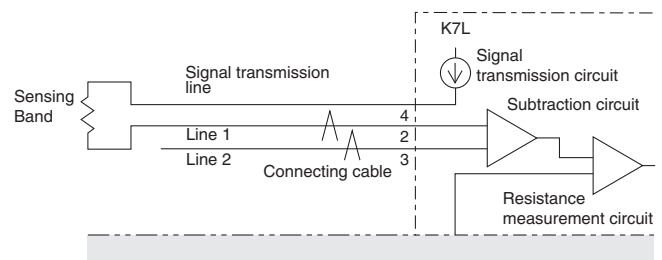 K7L
Signal
transmission circuit
Signal transmission
line
Sensing
Band
Subtraction circuit
4
Line 1
2
Line 2
3
Connecting cable
Resistance
measurement circuit